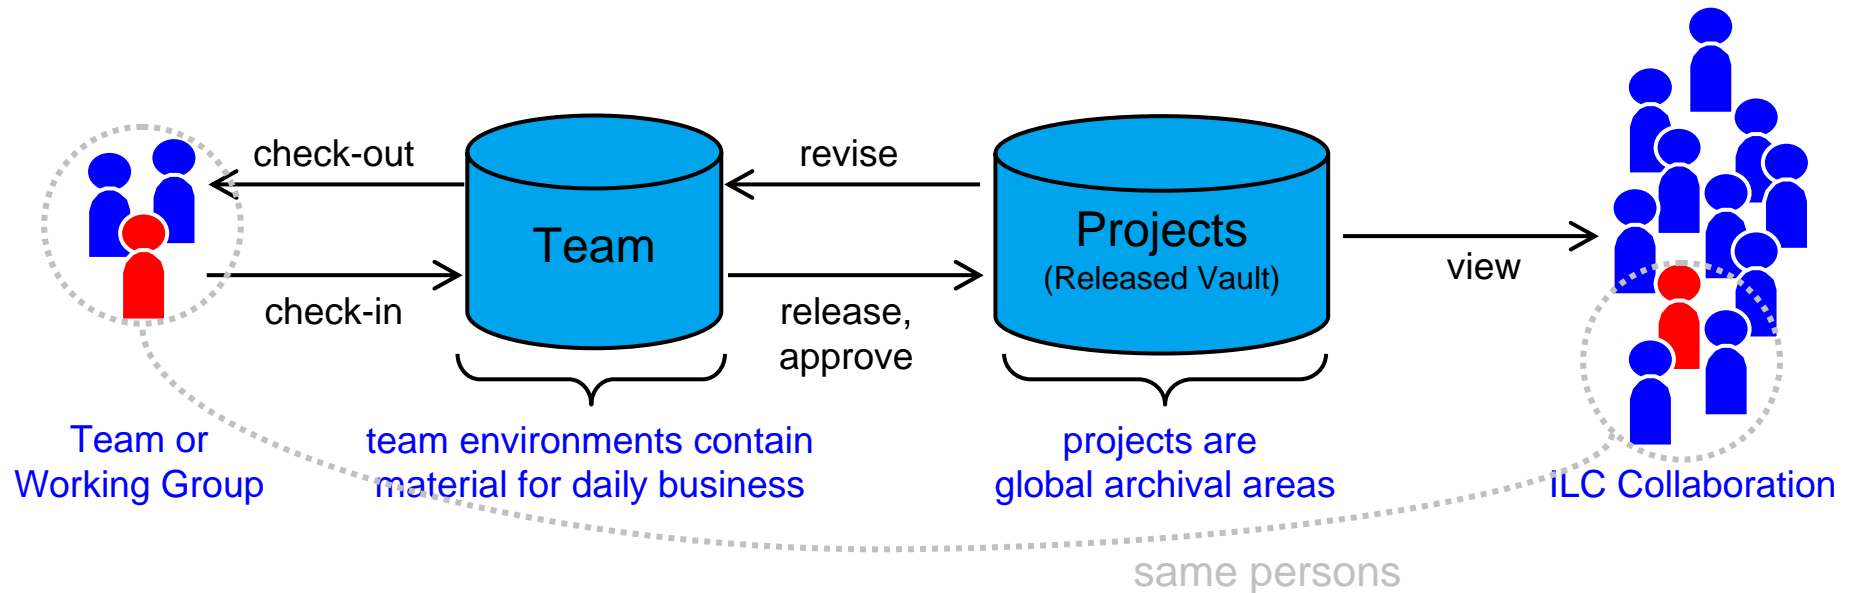 check-out
check-in
Team
revise
release,
approve
Projects
(Released Vault)
view
Team or
Working Group
team environments contain
material for daily business
projects are
global archival areas
ILC Collaboration
same persons